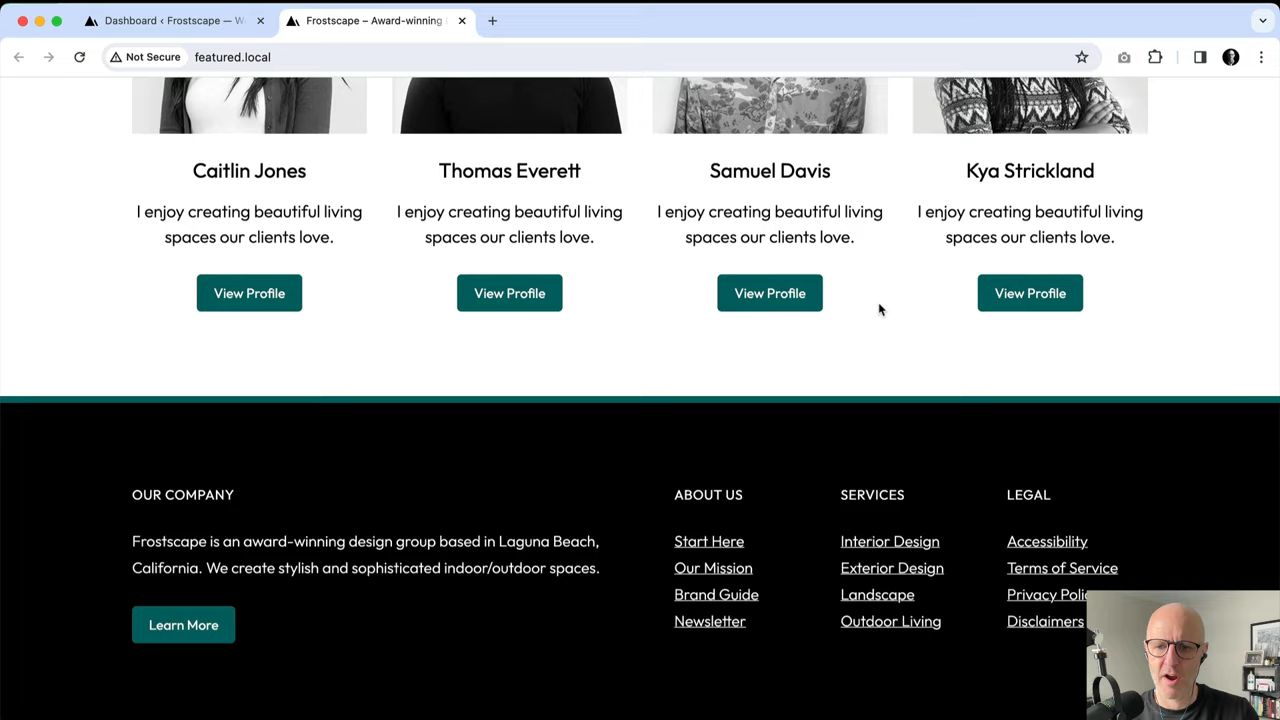 Dashboard ‹ Frostscape — W
Frostscape – Award-winning
Not Secure
featured.local
Caitlin Jones
I enjoy creating beautiful living
spaces our clients love.
View Profile
Thomas Everett
I enjoy creating beautiful living
spaces our clients love.
View Profile
Samuel Davis
I enjoy creating beautiful living
spaces our clients love.
View Profile
Kya Strickland
I enjoy creating beautiful living
spaces our clients love.
View Profile
OUR COMPANY
Frostscape is an award-winning design group based in Laguna Beach,
California. We create stylish and sophisticated indoor/outdoor spaces.
Learn More
ABOUT US
Start Here
Our Mission
Brand Guide
Newsletter
SERVICES
Interior Design
Exterior Design
Landscape
Outdoor Living
LEGAL
Accessibility
Terms of Service
Privacy Poli
Disclaimers